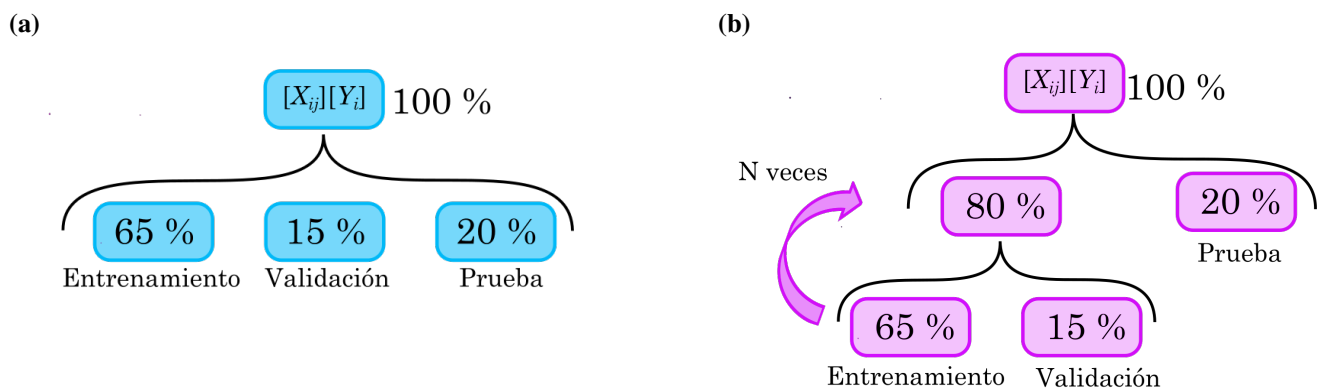 (a)
[X_ij][Y_i] 100 %
65 % 15 % 20 %
Entrenamiento Validación Prueba
(b)
[X_ij][Y_i] 100 %
N veces
80 % 20 %
Prueba
65 % 15 %
Entrenamiento Validación